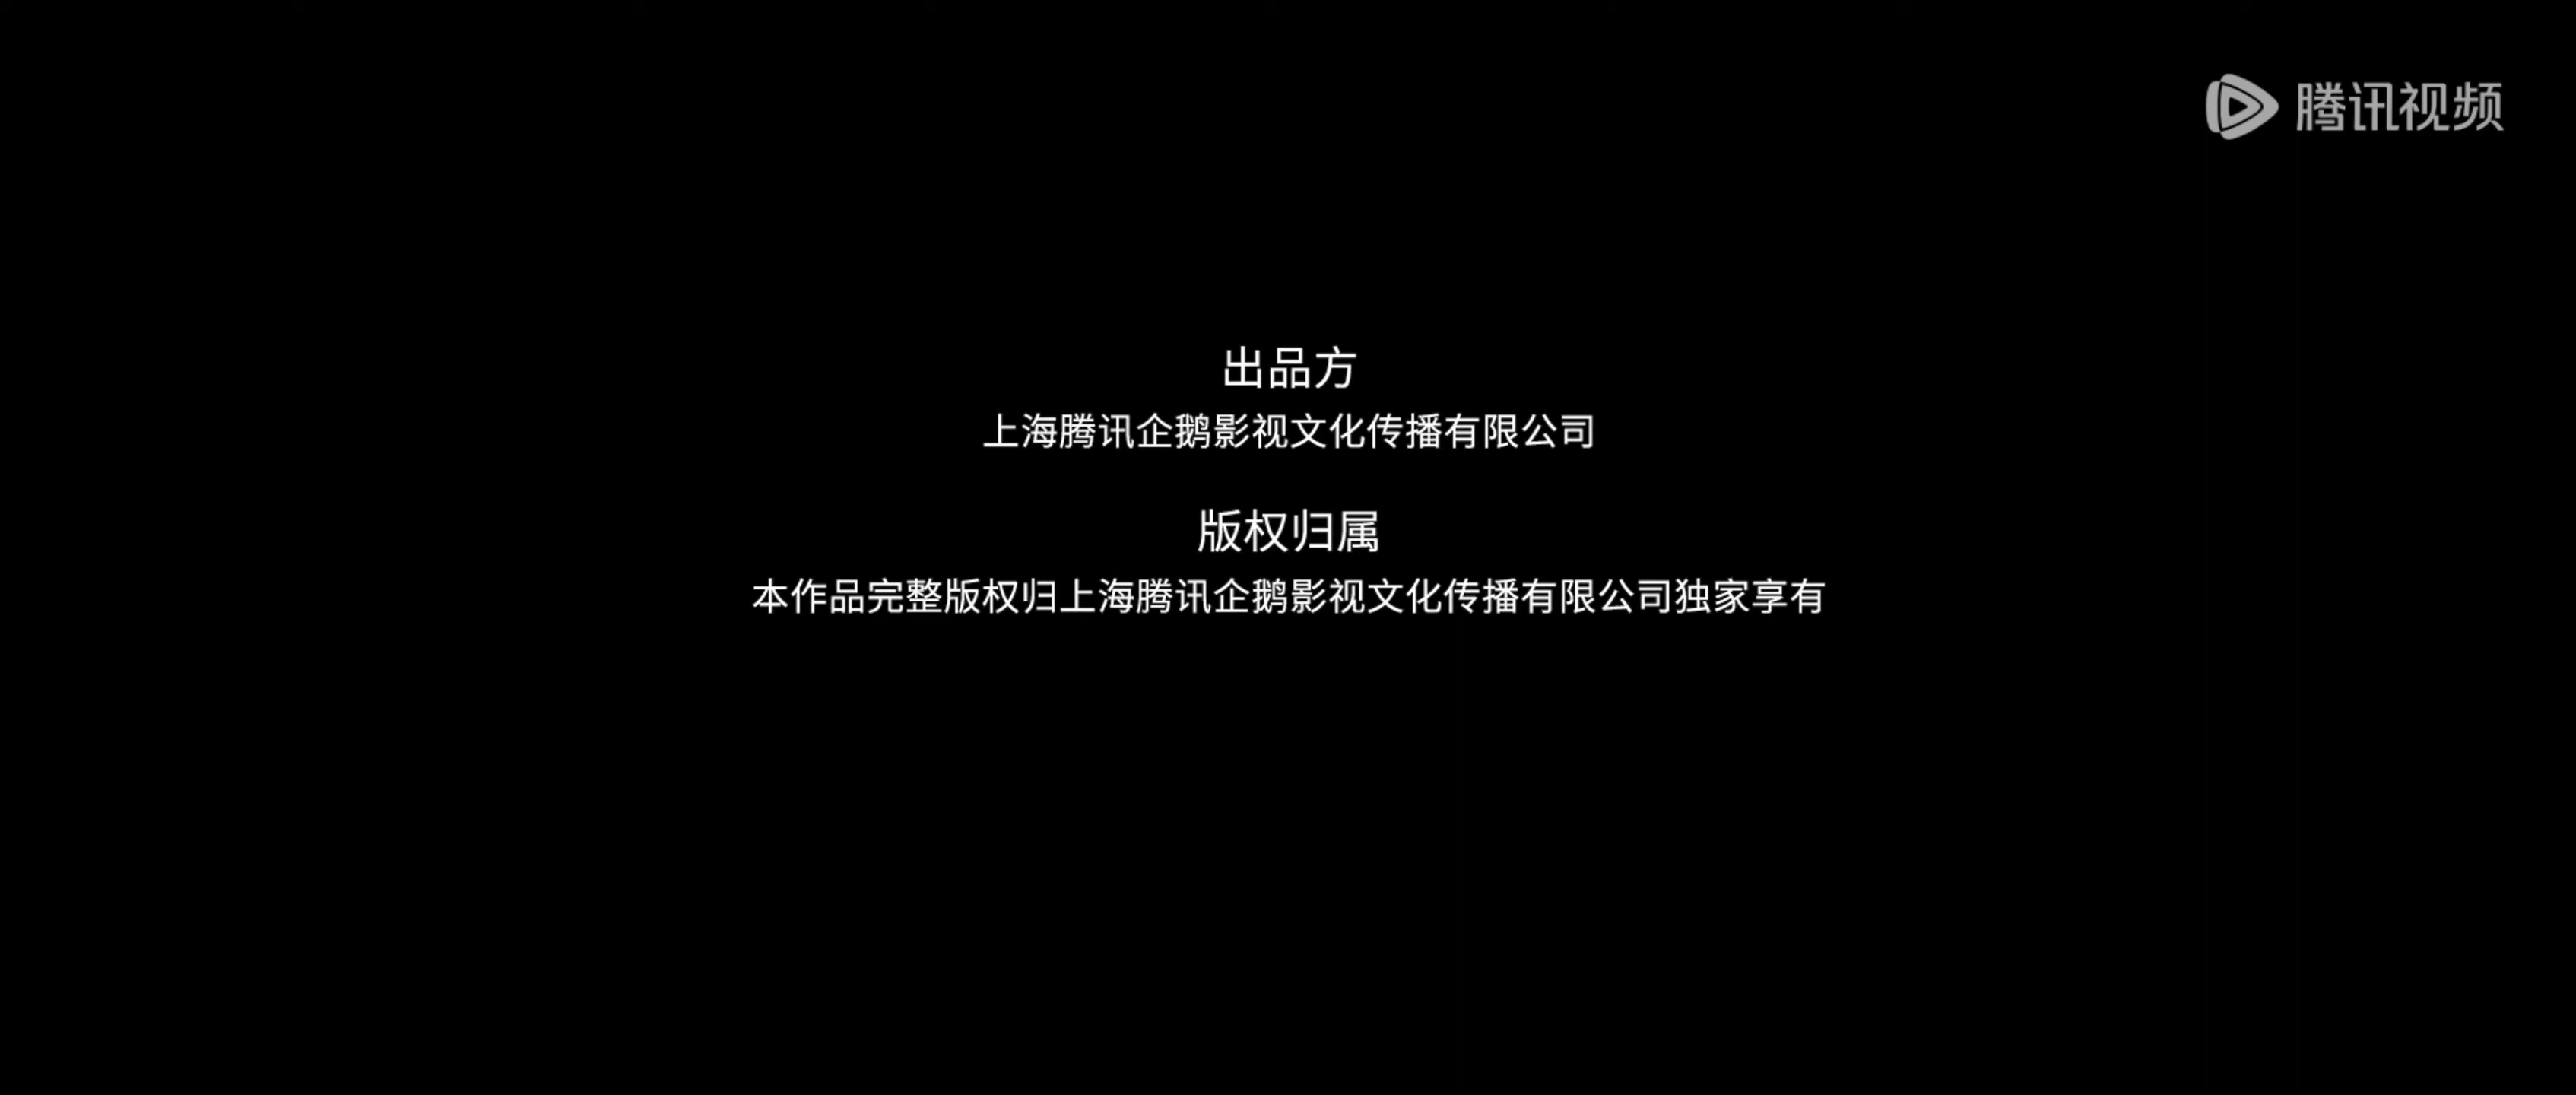 腾讯视频
出品方
上海腾讯企鹅影视文化传播有限公司
版权归属
本作品完整版权归上海腾讯企鹅影视文化传播有限公司独家享有